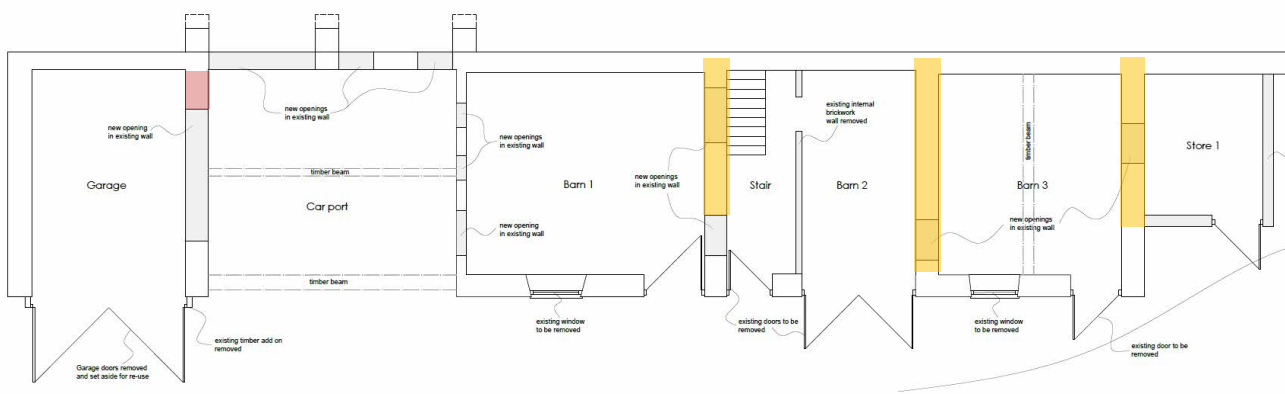 new openings
in existing wall
new opening
in existing wall
new openings
in existing wall
existing internal
brickwork
wall removed
timber beam
timber beam
Garage
Barn 1
new openings
in existing wall
Stair
Barn 2
Barn 3
Store 1
Car port
new opening
in existing wall
new openings
in existing wall
timber beam
existing timber add on
removed
existing window
to be removed
existing doors to be
removed
existing window
to be removed
existing door to be
removed
Garage doors removed
and set aside for re-use